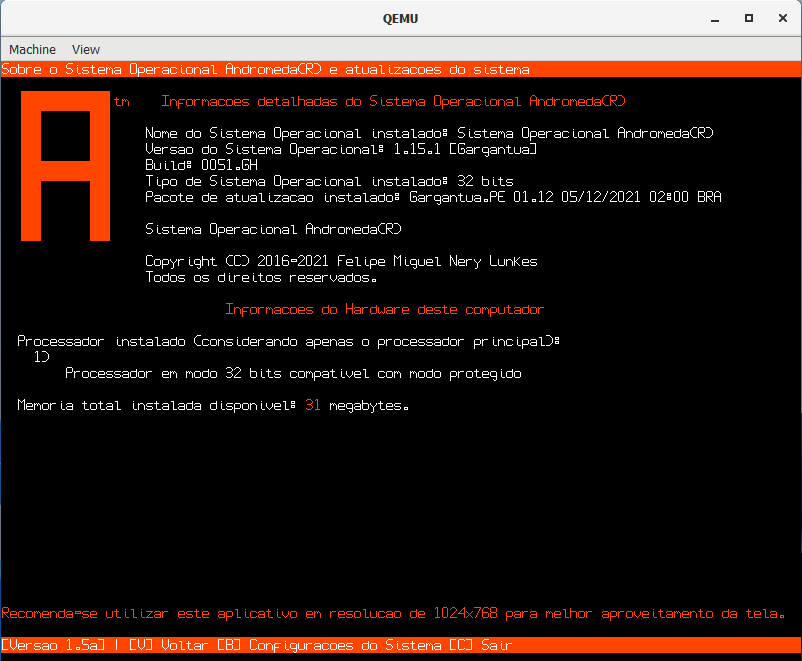 QEMU
Machine View
Sobre o Sistema Operacional Andromeda(R) e atualizacoes do sistema
A tm Informacoes detalhadas do Sistema Operacional Andromeda(R)
Nome do Sistema Operacional instalado: Sistema Operacional Andromeda(R)
Versao do Sistema Operacional: 1.15.1 [Gargantua]
Build: 0051.GH
Tipo de Sistema Operacional instalado: 32 bits
Pacote de atualizacao instalado: Gargantua.PE 01.12 05/12/2021 02:00 BRA
Sistema Operacional Andromeda(R)
Copyright (C) 2016-2021 Felipe Miguel Nery Lunkes
Todos os direitos reservados.
Informacoes do Hardware deste computador
Processador instalado (considerando apenas o processador principal):
1)
Processador em modo 32 bits compativel com modo protegido
Memoria total instalada disponivel: 31 megabytes.
Recomenda-se utilizar este aplicativo em resolucao de 1024x768 para melhor aproveitamento da tela.
[Versao 1.5a] | [V] Voltar [B] Configuracoes do Sistema [C] Sair